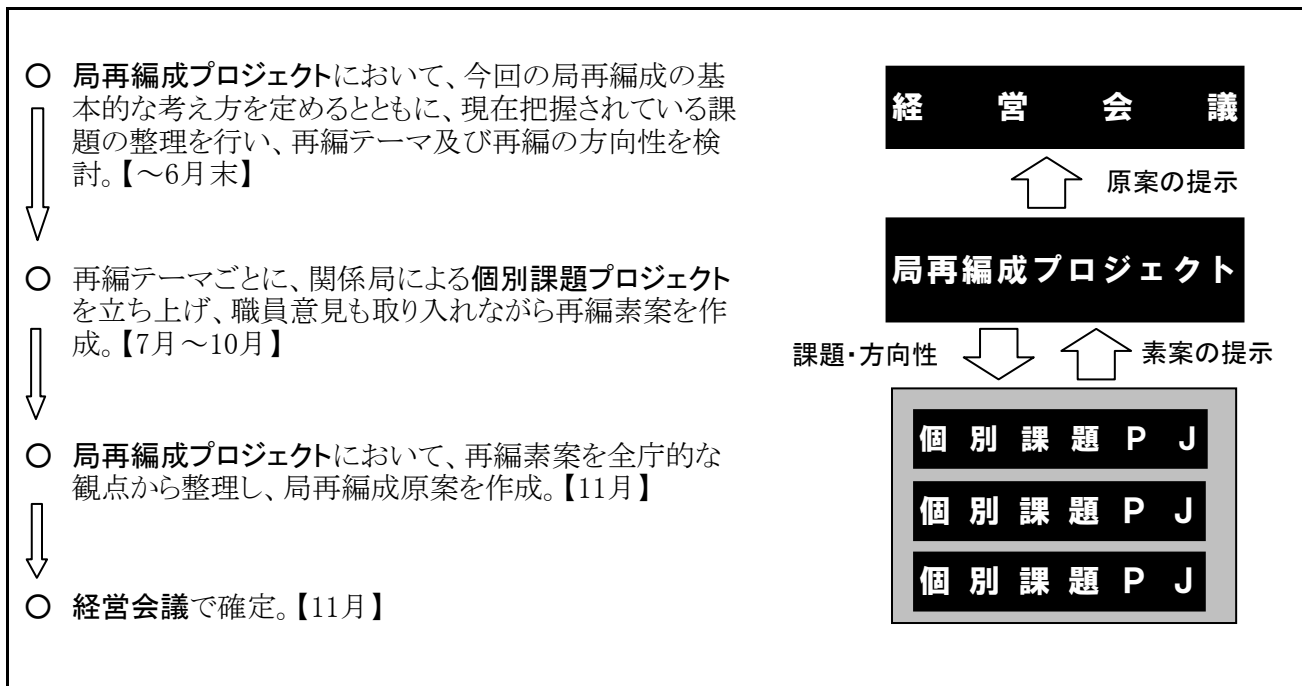 ○ 局再編成プロジェクトにおいて、今回の局再編成の基
本的な考え方を定めるとともに、現在把握されている課
題の整理を行い、再編テーマ及び再編の方向性を検
討。【～6月末】
○ 再編テーマごとに、関係局による個別課題プロジェクト
を立ち上げ、職員意見も取り入れながら再編素案を作
成。【7月～10月】
○ 局再編成プロジェクトにおいて、再編素案を全庁的な
観点から整理し、局再編成原案を作成。【11月】
○ 経営会議で確定。【11月】
経営会議
原案の提示
局再編成プロジェクト
課題・方向性
素案の提示
個別課題ＰＪ
個別課題ＰＪ
個別課題ＰＪ